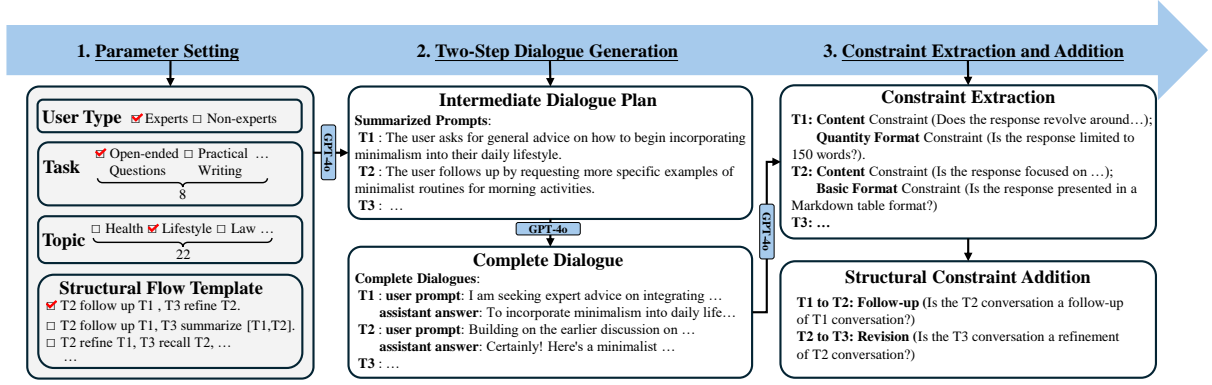 1. Parameter Setting
2. Two-Step Dialogue Generation
3. Constraint Extraction and Addition
User Type ☑ Experts ☐ Non-experts
Task
☑ Open-ended Questions ☐ Practical Writing …
8
Topic
☐ Health ☑ Lifestyle ☐ Law …
22
Structural Flow Template
☑ T2 follow up T1 , T3 refine T2.
☐ T2 follow up T1, T3 summarize [T1,T2].
☐ T2 refine T1, T3 recall T2, …
…
GPT-4o
Intermediate Dialogue Plan
Summarized Prompts:
T1 : The user asks for general advice on how to begin incorporating
minimalism into their daily lifestyle.
T2 : The user follows up by requesting more specific examples of
minimalist routines for morning activities.
T3 : …
GPT-4o
Complete Dialogue
Complete Dialogues:
T1 : user prompt: I am seeking expert advice on integrating …
assistant answer: To incorporate minimalism into daily life…
T2 : user prompt: Building on the earlier discussion on …
assistant answer: Certainly! Here's a minimalist …
T3 : …
GPT-4o
Constraint Extraction
T1: Content Constraint (Does the response revolve around…);
Quantity Format Constraint (Is the response limited to
150 words?).
T2: Content Constraint (Is the response focused on …);
Basic Format Constraint (Is the response presented in a
Markdown table format?)
T3: …
Structural Constraint Addition
T1 to T2: Follow-up (Is the T2 conversation a follow-up
of T1 conversation?)
T2 to T3: Revision (Is the T3 conversation a refinement
of T2 conversation?)